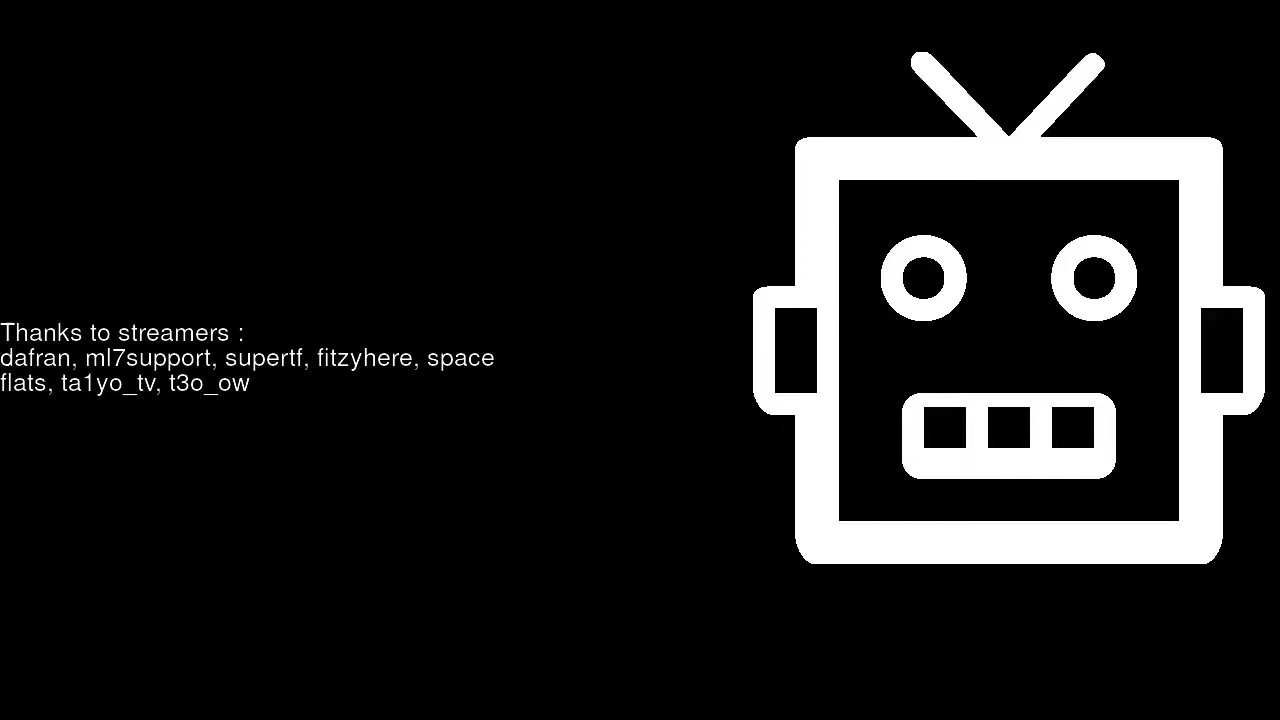 Thanks to streamers :
dafran, ml7support, supertf, fitzyhere, space
flats, ta1yo_tv, t3o_ow